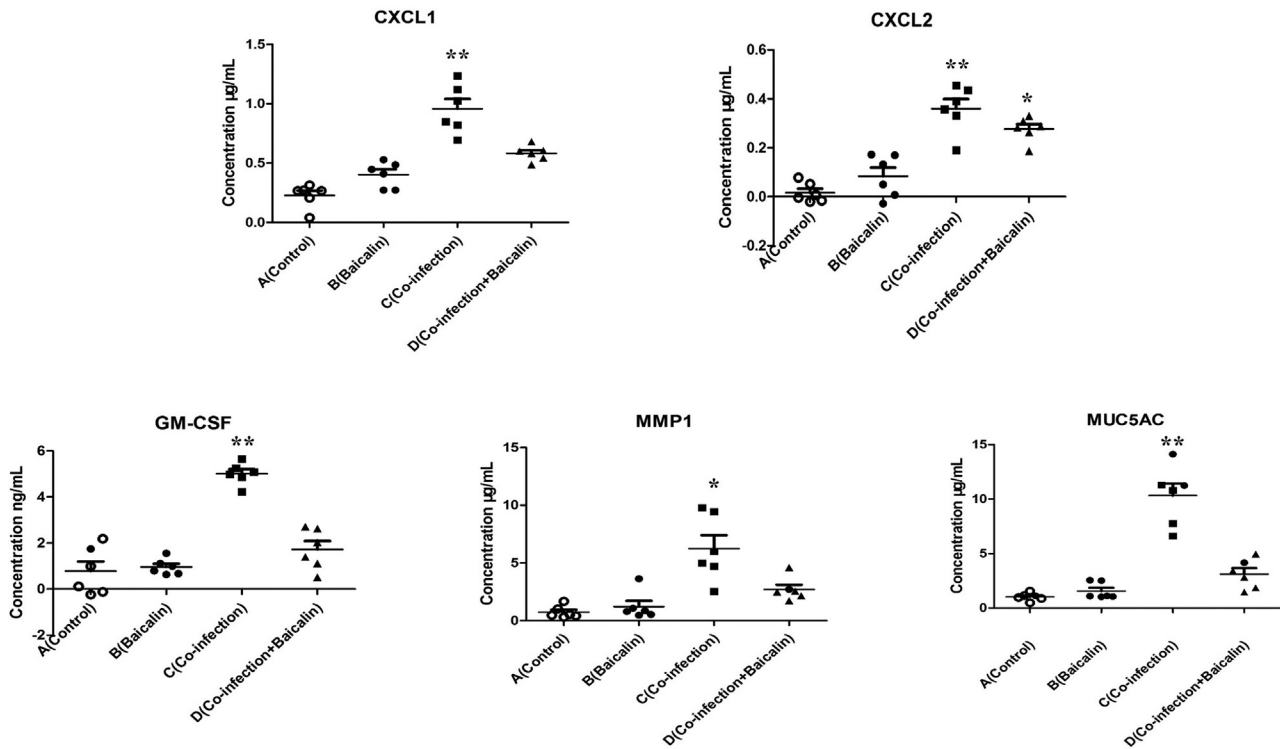 CXCL1
**
Concentration µg/mL
1.5
1.0
0.5
0.0
A(Control)
B(Baicalin)
C(Co-infection)
D(Co-infection+Baicalin)
CXCL2
**
*
Concentration µg/mL
0.6
0.4
0.2
0.0
-0.2
A(Control)
B(Baicalin)
C(Co-infection)
D(Co-infection+Baicalin)
GM-CSF
**
Concentration ng/mL
6
4
2
0
-2
A(Control)
B(Baicalin)
C(Co-infection)
D(Co-infection+Baicalin)
MMP1
*
Concentration µg/mL
15
10
5
0
A(Control)
B(Baicalin)
C(Co-infection)
D(Co-infection+Baicalin)
MUC5AC
**
Concentration µg/mL
15
10
5
0
A(Control)
B(Baicalin)
C(Co-infection)
D(Co-infection+Baicalin)